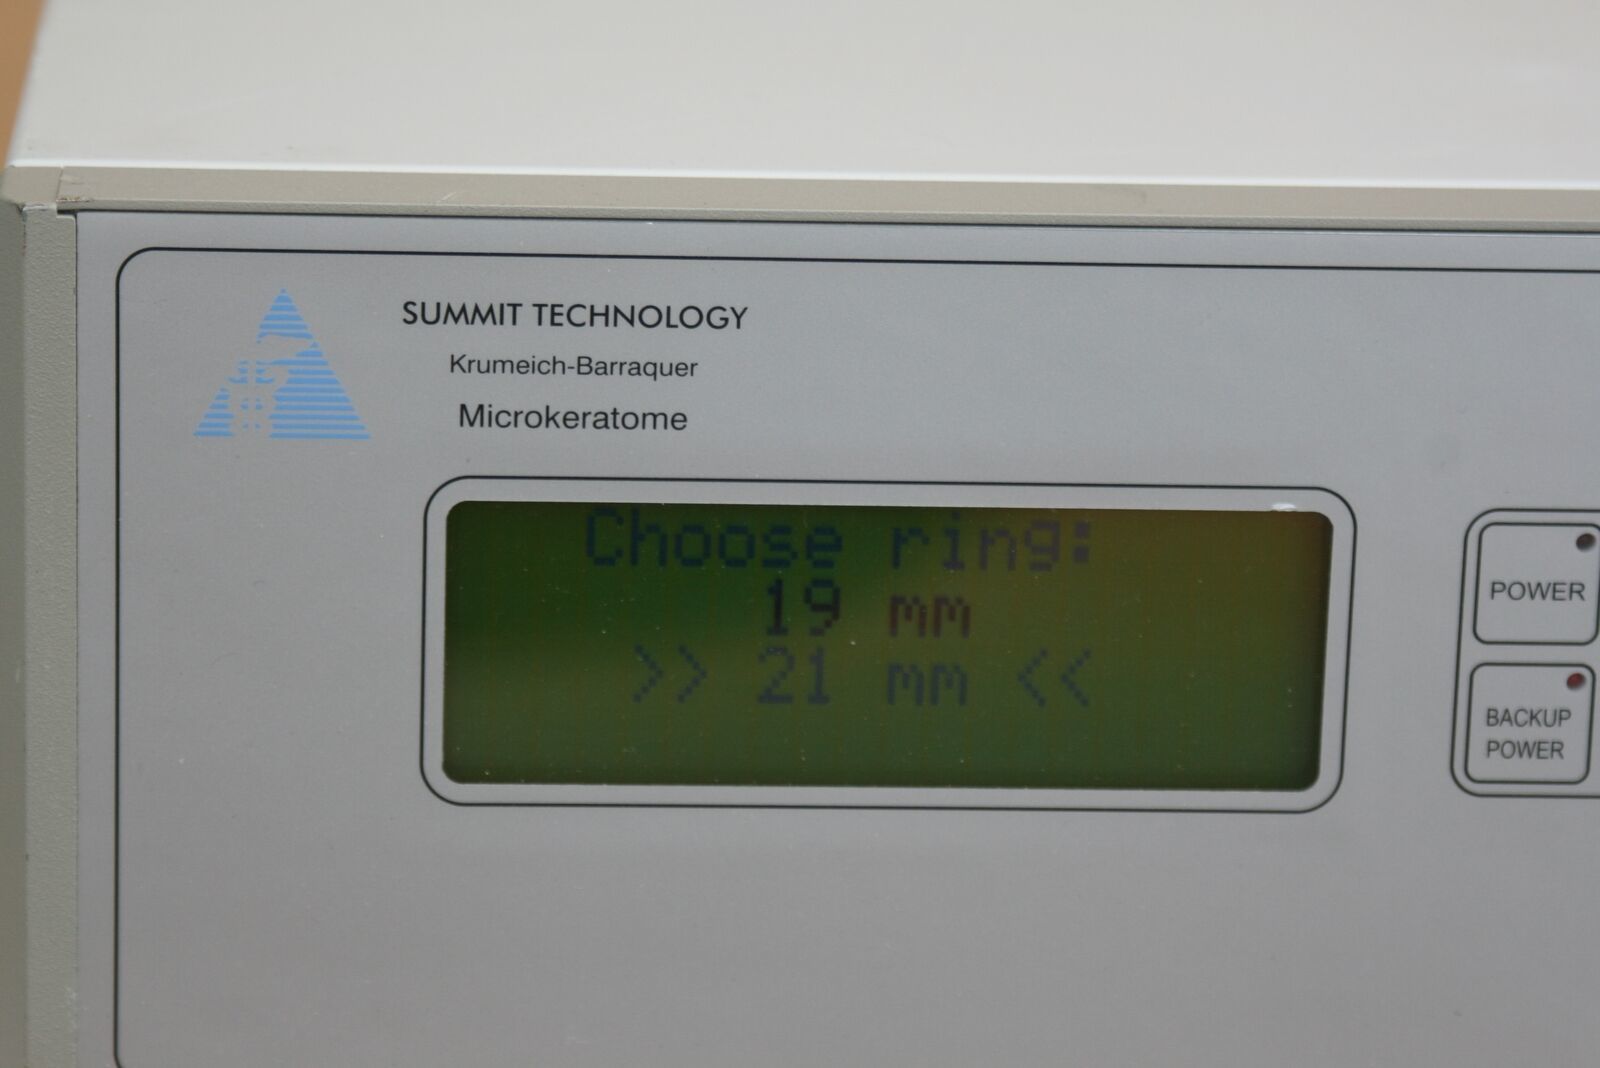 SUMMIT TECHNOLOGY
Krumeich-Barraquer
Microkeratome
Choose ring:
19 mm
>> 21 mm <<
POWER
BACKUP
POWER